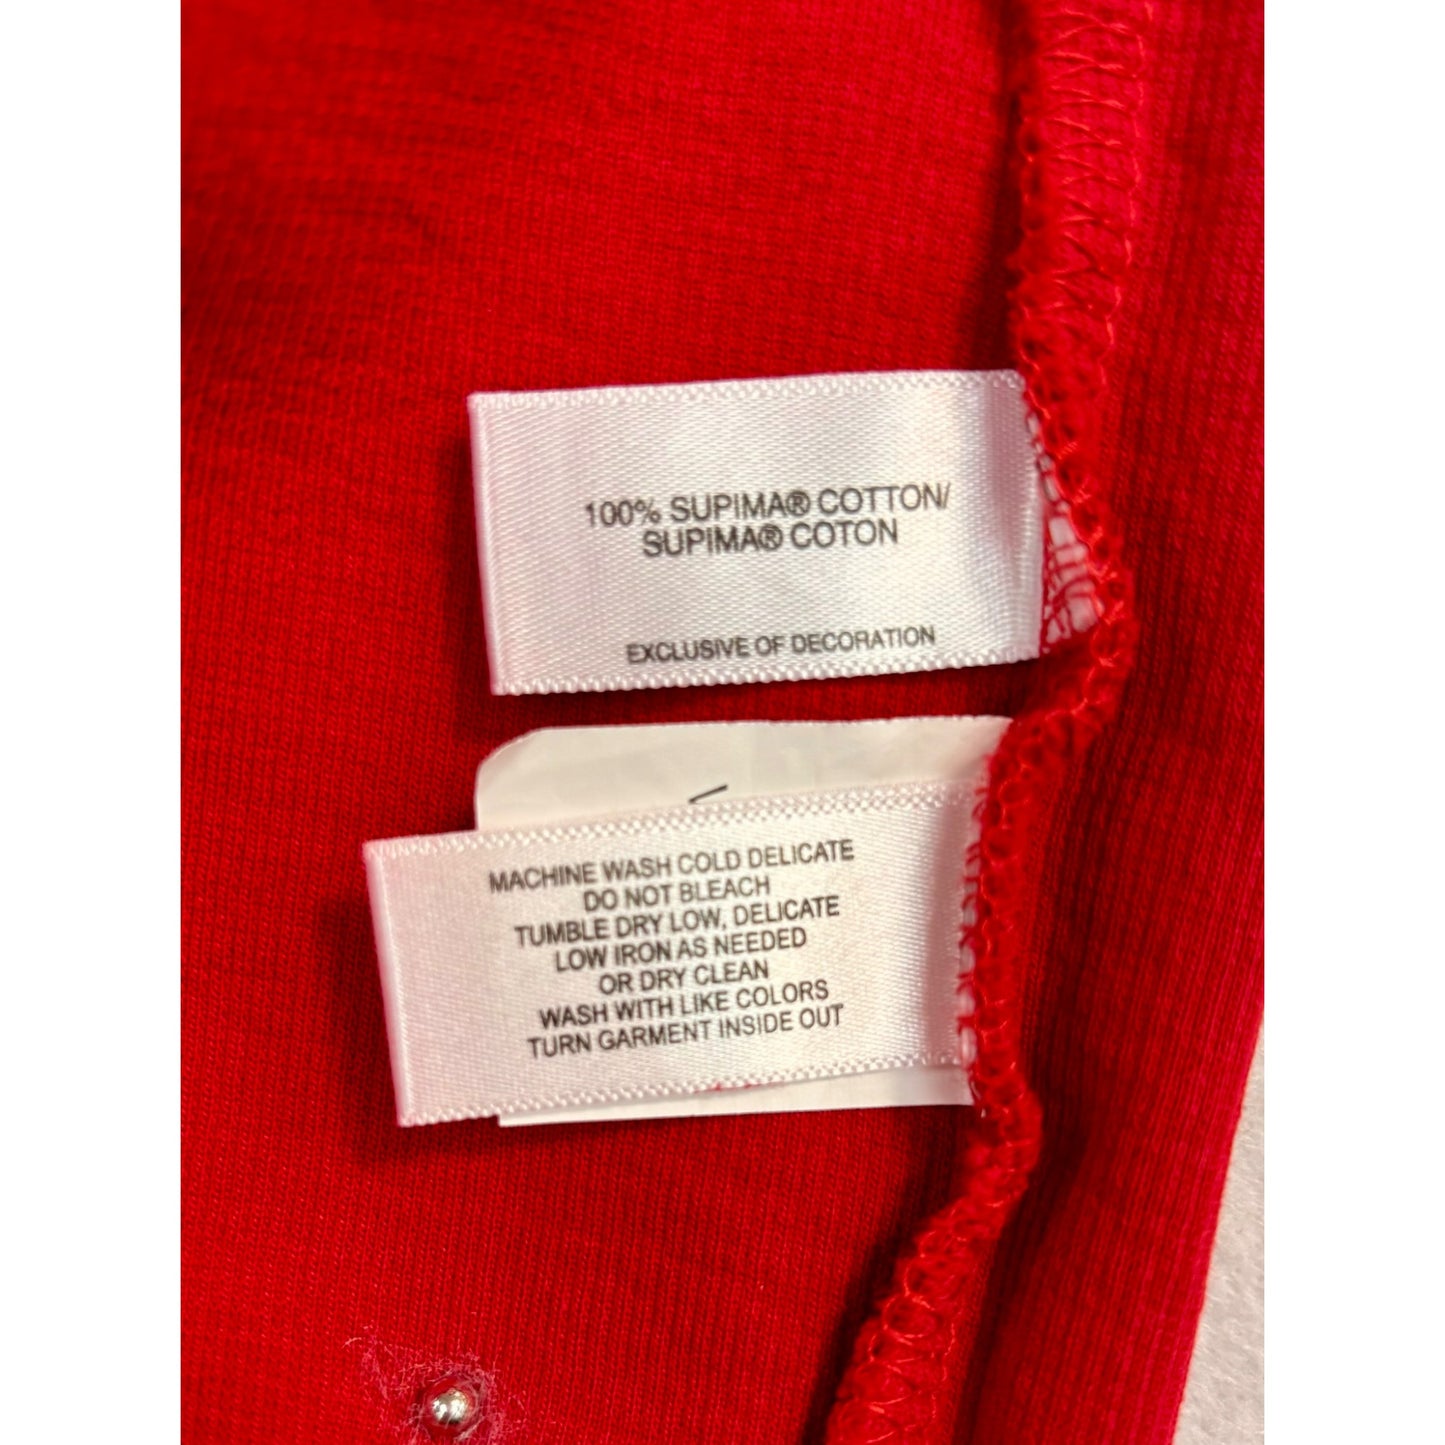 100% SUPIMA® COTTON/
SUPIMA® COTON
EXCLUSIVE OF DECORATION
MACHINE WASH COLD DELICATE
DO NOT BLEACH
TUMBLE DRY LOW, DELICATE
LOW IRON AS NEEDED
OR DRY CLEAN
WASH WITH LIKE COLORS
TURN GARMENT INSIDE OUT